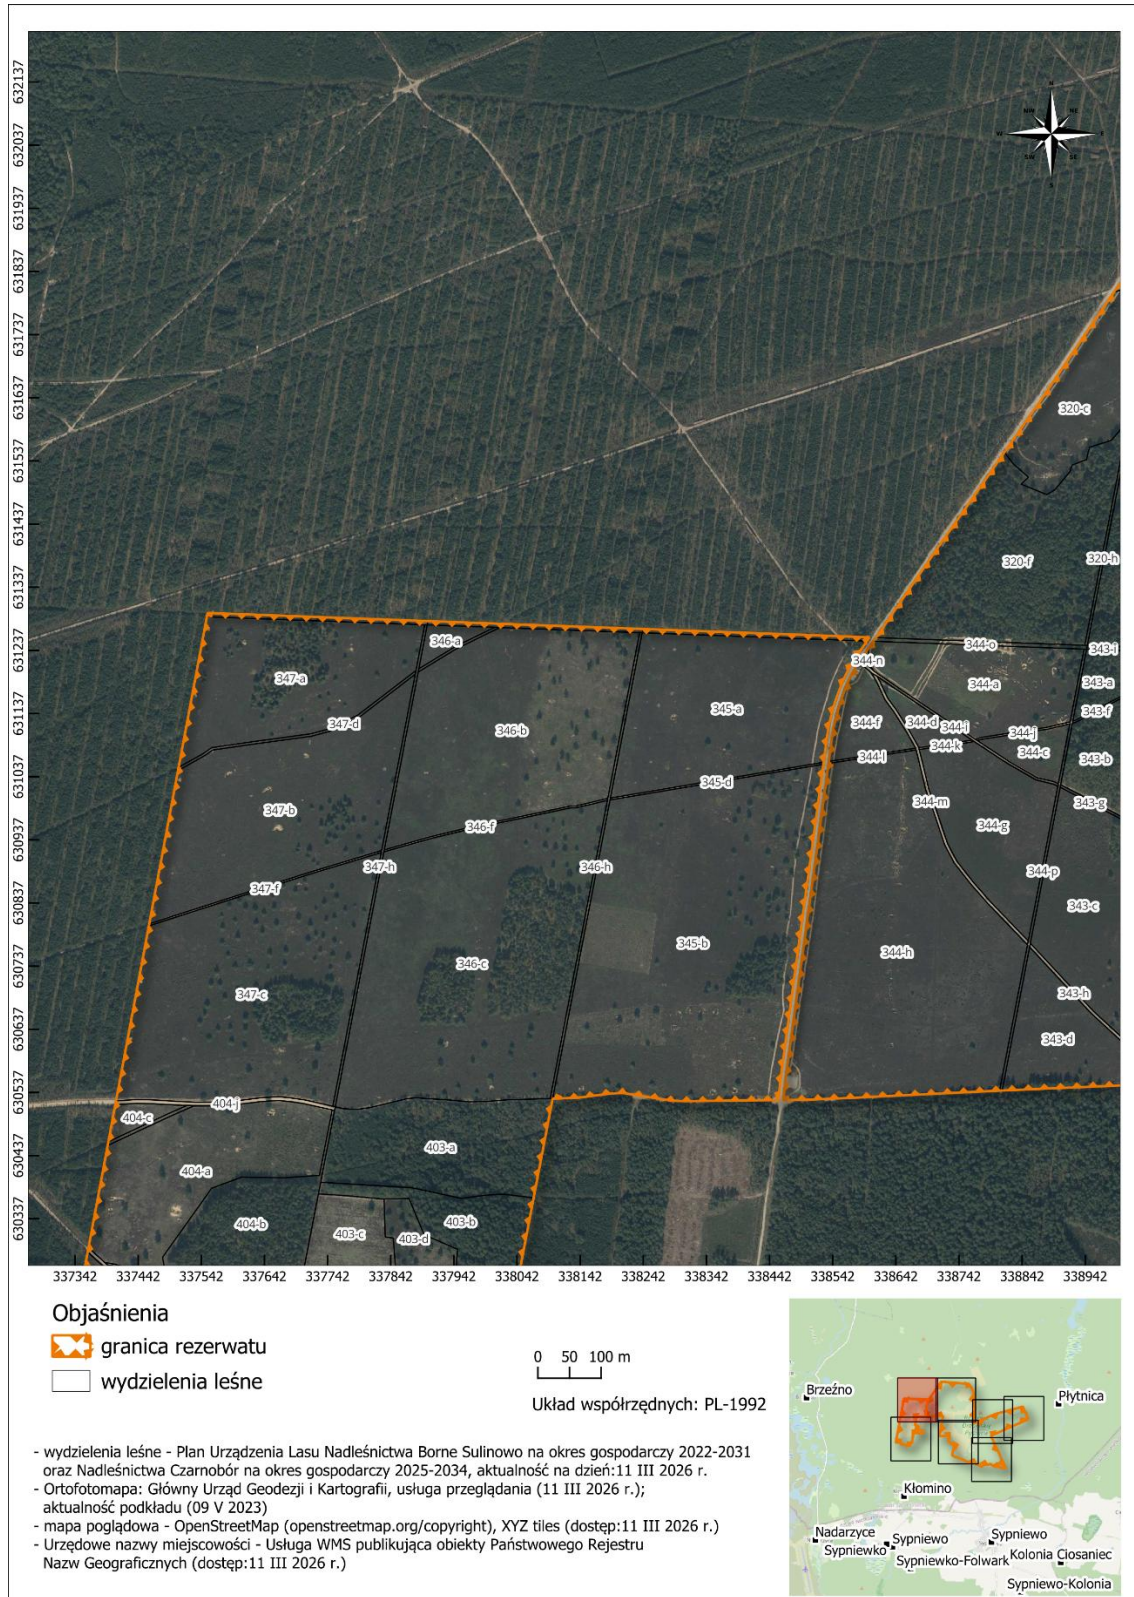 632137
632037
631937
631837
631737
631637
631537
631437
631337
631237
631137
631037
630937
630837
630737
630637
630537
630437
630337
N
NE
E
SE
S
SW
W
NW
320-c
320-f
320-h
346-a
344-o
343-i
344-n
347-a
344-a
343-a
345-a
343-f
347-d
346-b
344-f
344-d
344-i
344-j
344-k
344-c
344-l
343-b
345-d
347-b
344-m
343-g
346-f
344-g
347-h
346-h
344-p
347-f
343-c
345-b
344-h
346-c
347-c
343-h
343-d
404-j
404-c
403-a
404-a
404-b
403-b
403-c
403-d
337342 337442 337542 337642 337742 337842 337942 338042 338142 338242 338342 338442 338542 338642 338742 338842 338942
Objaśnienia
granica rezerwatu
wydzielenia leśne
0 50 100 m
Układ współrzędnych: PL-1992
- wydzielenia leśne - Plan Urządzenia Lasu Nadleśnictwa Borne Sulinowo na okres gospodarczy 2022-2031
oraz Nadleśnictwa Czarnobór na okres gospodarczy 2025-2034, aktualność na dzień:11 III 2026 r.
- Ortofotomapa: Główny Urząd Geodezji i Kartografii, usługa przeglądania (11 III 2026 r.);
aktualność podkładu (09 V 2023)
- mapa poglądowa - OpenStreetMap (openstreetmap.org/copyright), XYZ tiles (dostęp:11 III 2026 r.)
- Urzędowe nazwy miejscowości - Usługa WMS publikująca obiekty Państwowego Rejestru
Nazw Geograficznych (dostęp:11 III 2026 r.)
Brzeźno
Płytnica
Kłomino
Nadarzyce
Sypniewo
Sypniewo
Sypniewko
Sypniewko-Folwark
Kolonia Ciosaniec
Sypniewo-Kolonia